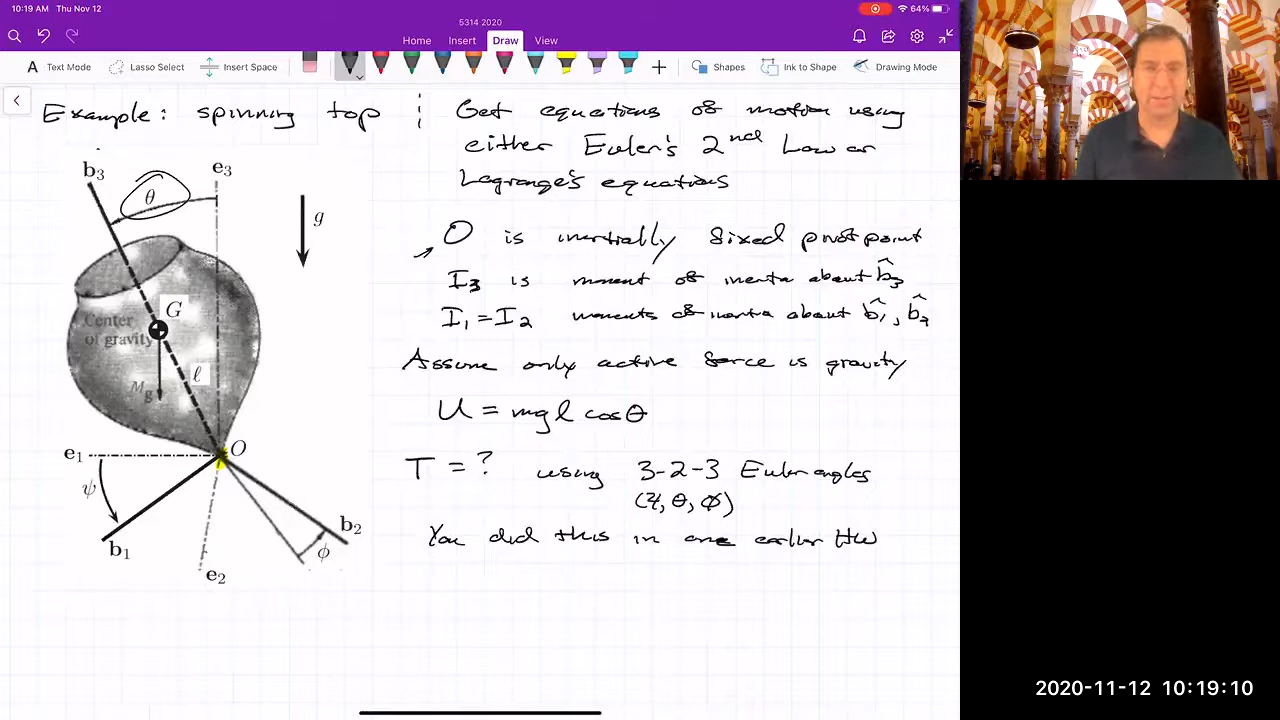 10:19 AM Thu Nov 12
64%
5314 2020
Home Insert Draw View
Text Mode Lasso Select Insert Space Shapes Ink to Shape Drawing Mode
Example: spinning top
Get equations of motion using
either Euler's 2nd Law or
Lagrange's equations
b3
e3
θ
g
O is inertially fixed pivot point
I3 is moment of inertia about b̂3
I1 = I2 moments of inertia about b̂1, b̂2
G
Center
of gravity
Mg
ℓ
Assume only active force is gravity
U = mgl cosθ
O
e1
ψ
T = ? using 3-2-3 Euler angles
(ψ, θ, φ)
b1
b2
ϕ
e2
You did this in one earlier HW
2020-11-12 10:19:10